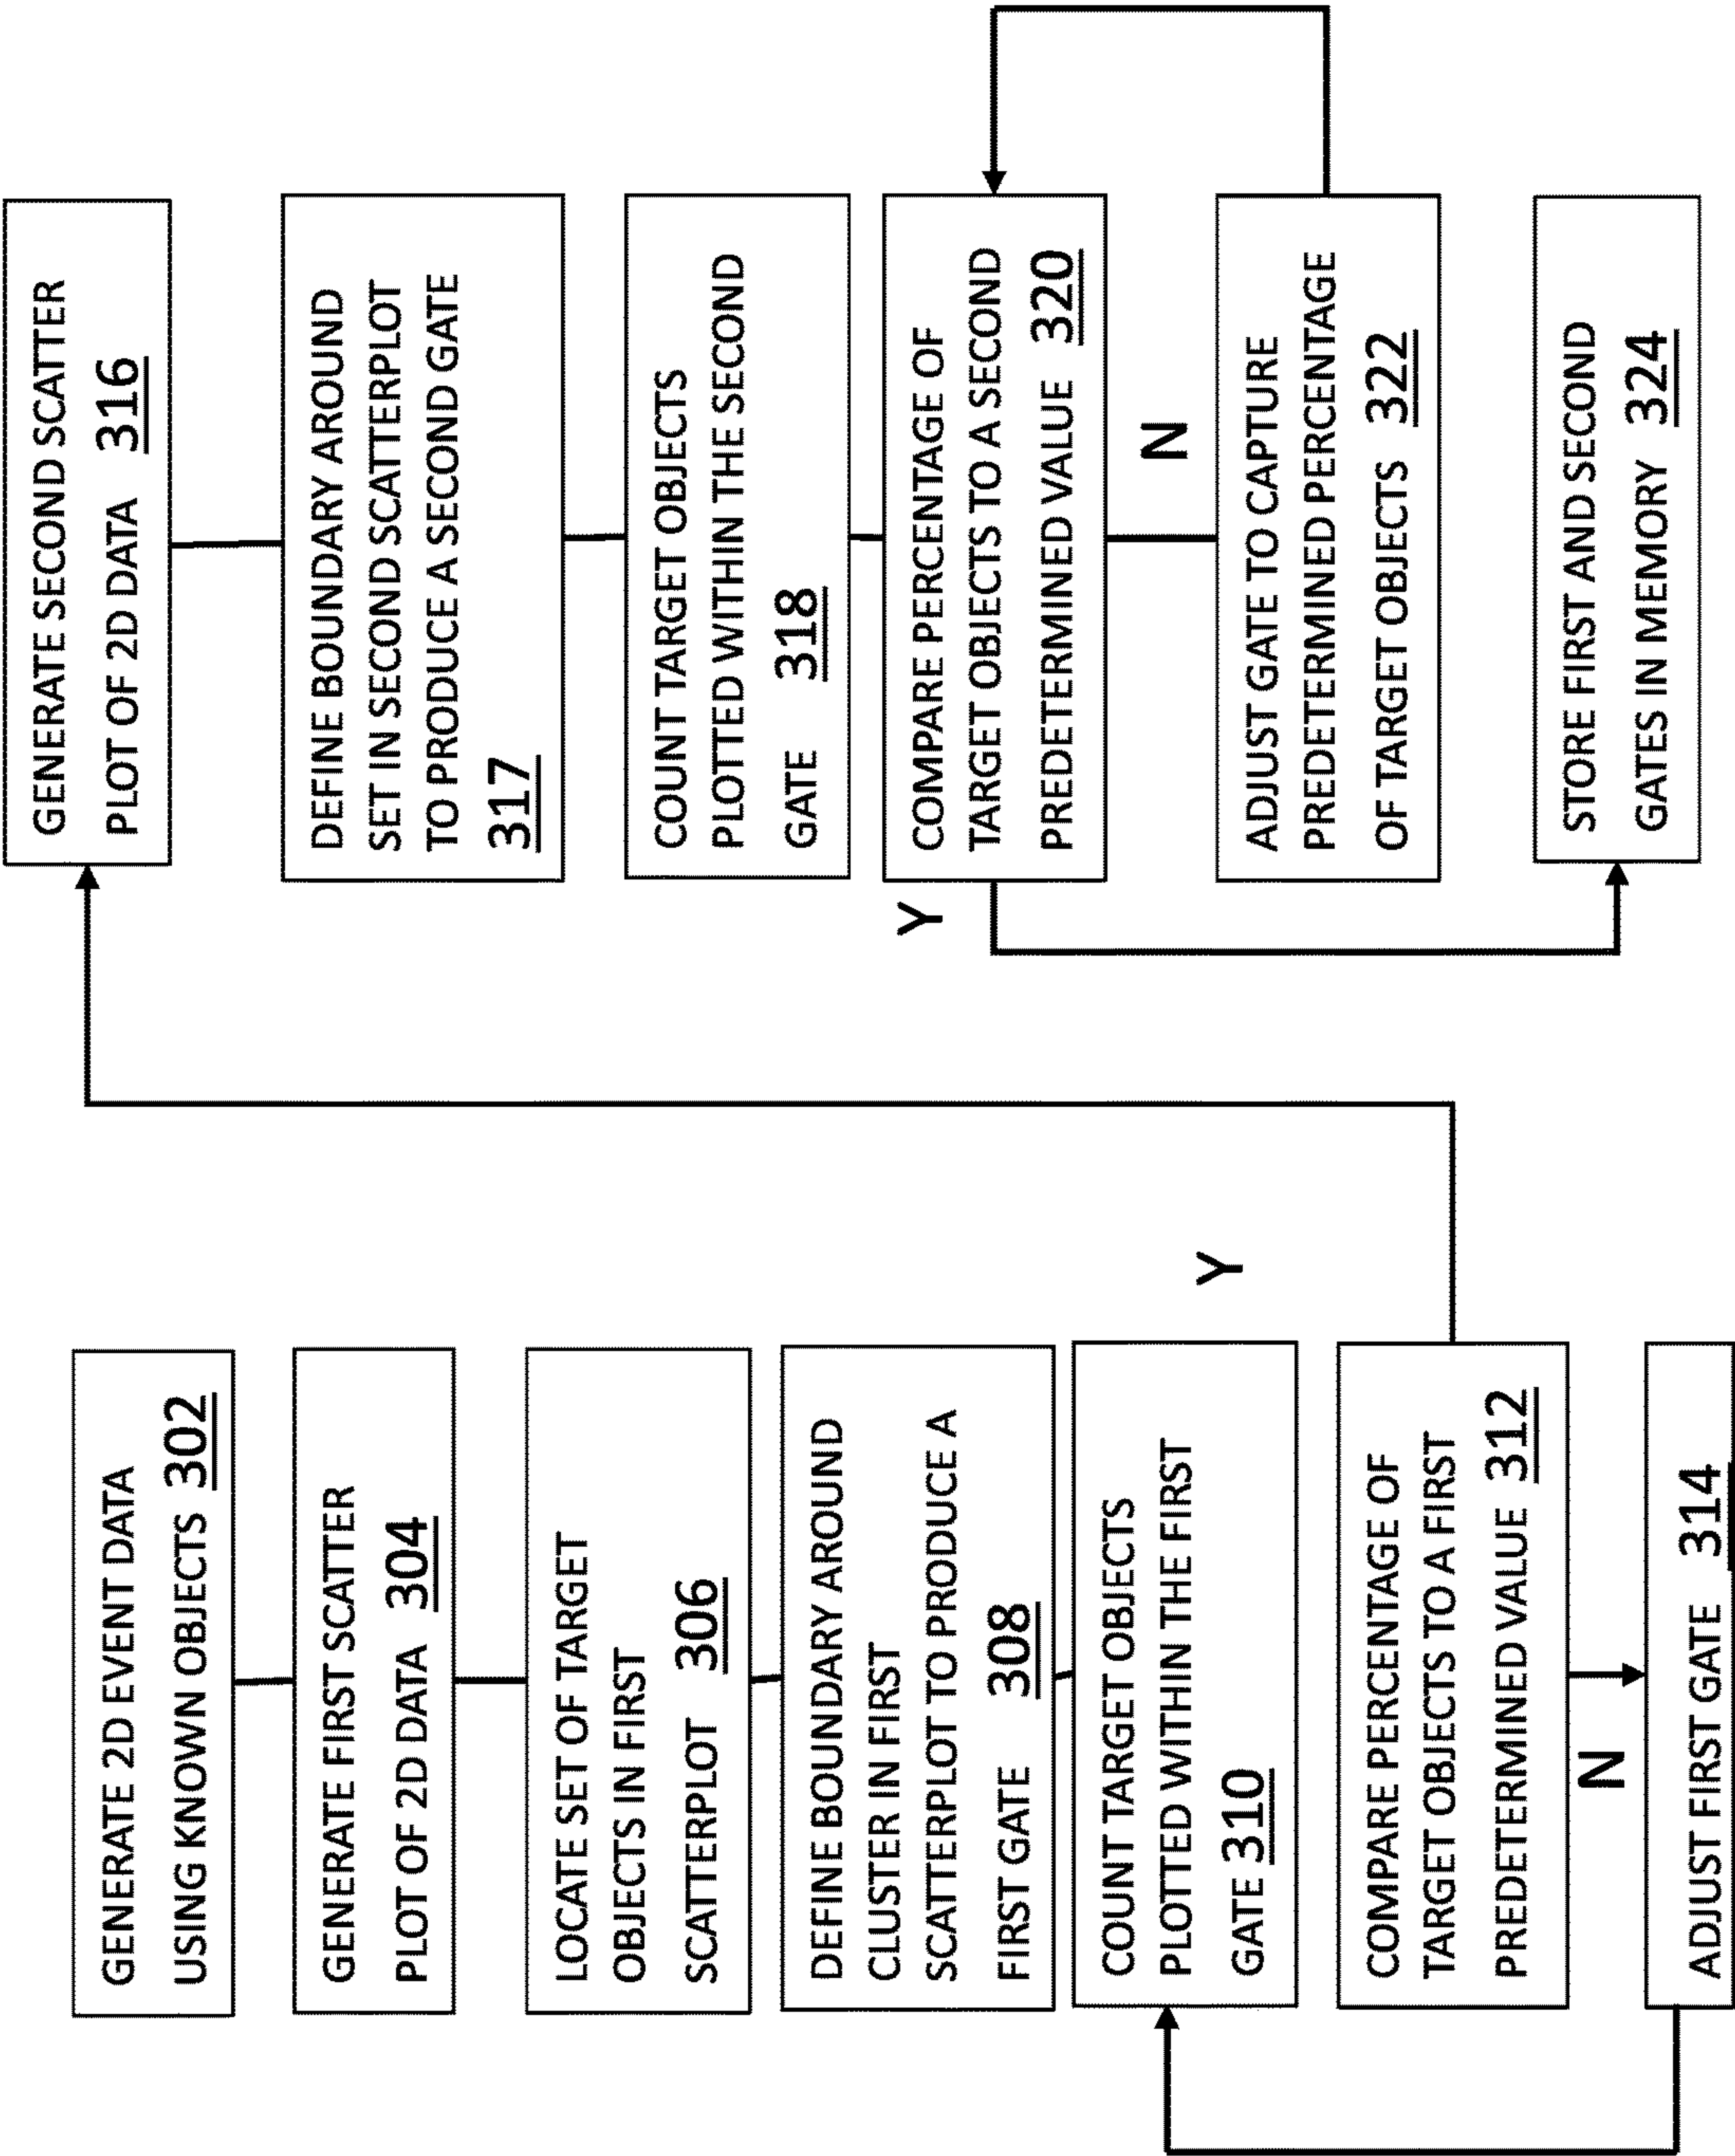 GENERATE 2D EVENT DATA
USING KNOWN OBJECTS 302
GENERATE FIRST SCATTER
PLOT OF 2D DATA 304
LOCATE SET OF TARGET
OBJECTS IN FIRST
SCATTERPLOT 306
DEFINE BOUNDARY AROUND
CLUSTER IN FIRST
SCATTERPLOT TO PRODUCE A
FIRST GATE 308
COUNT TARGET OBJECTS
PLOTTED WITHIN THE FIRST
GATE 310
COMPARE PERCENTAGE OF
TARGET OBJECTS TO A FIRST
PREDETERMINED VALUE 312
Y
N
ADJUST FIRST GATE 314
GENERATE SECOND SCATTER
PLOT OF 2D DATA 316
DEFINE BOUNDARY AROUND
SET IN SECOND SCATTERPLOT
TO PRODUCE A SECOND GATE
317
COUNT TARGET OBJECTS
PLOTTED WITHIN THE SECOND
GATE 318
COMPARE PERCENTAGE OF
TARGET OBJECTS TO A SECOND
PREDETERMINED VALUE 320
Y
N
ADJUST GATE TO CAPTURE
PREDETERMINED PERCENTAGE
OF TARGET OBJECTS 322
STORE FIRST AND SECOND
GATES IN MEMORY 324